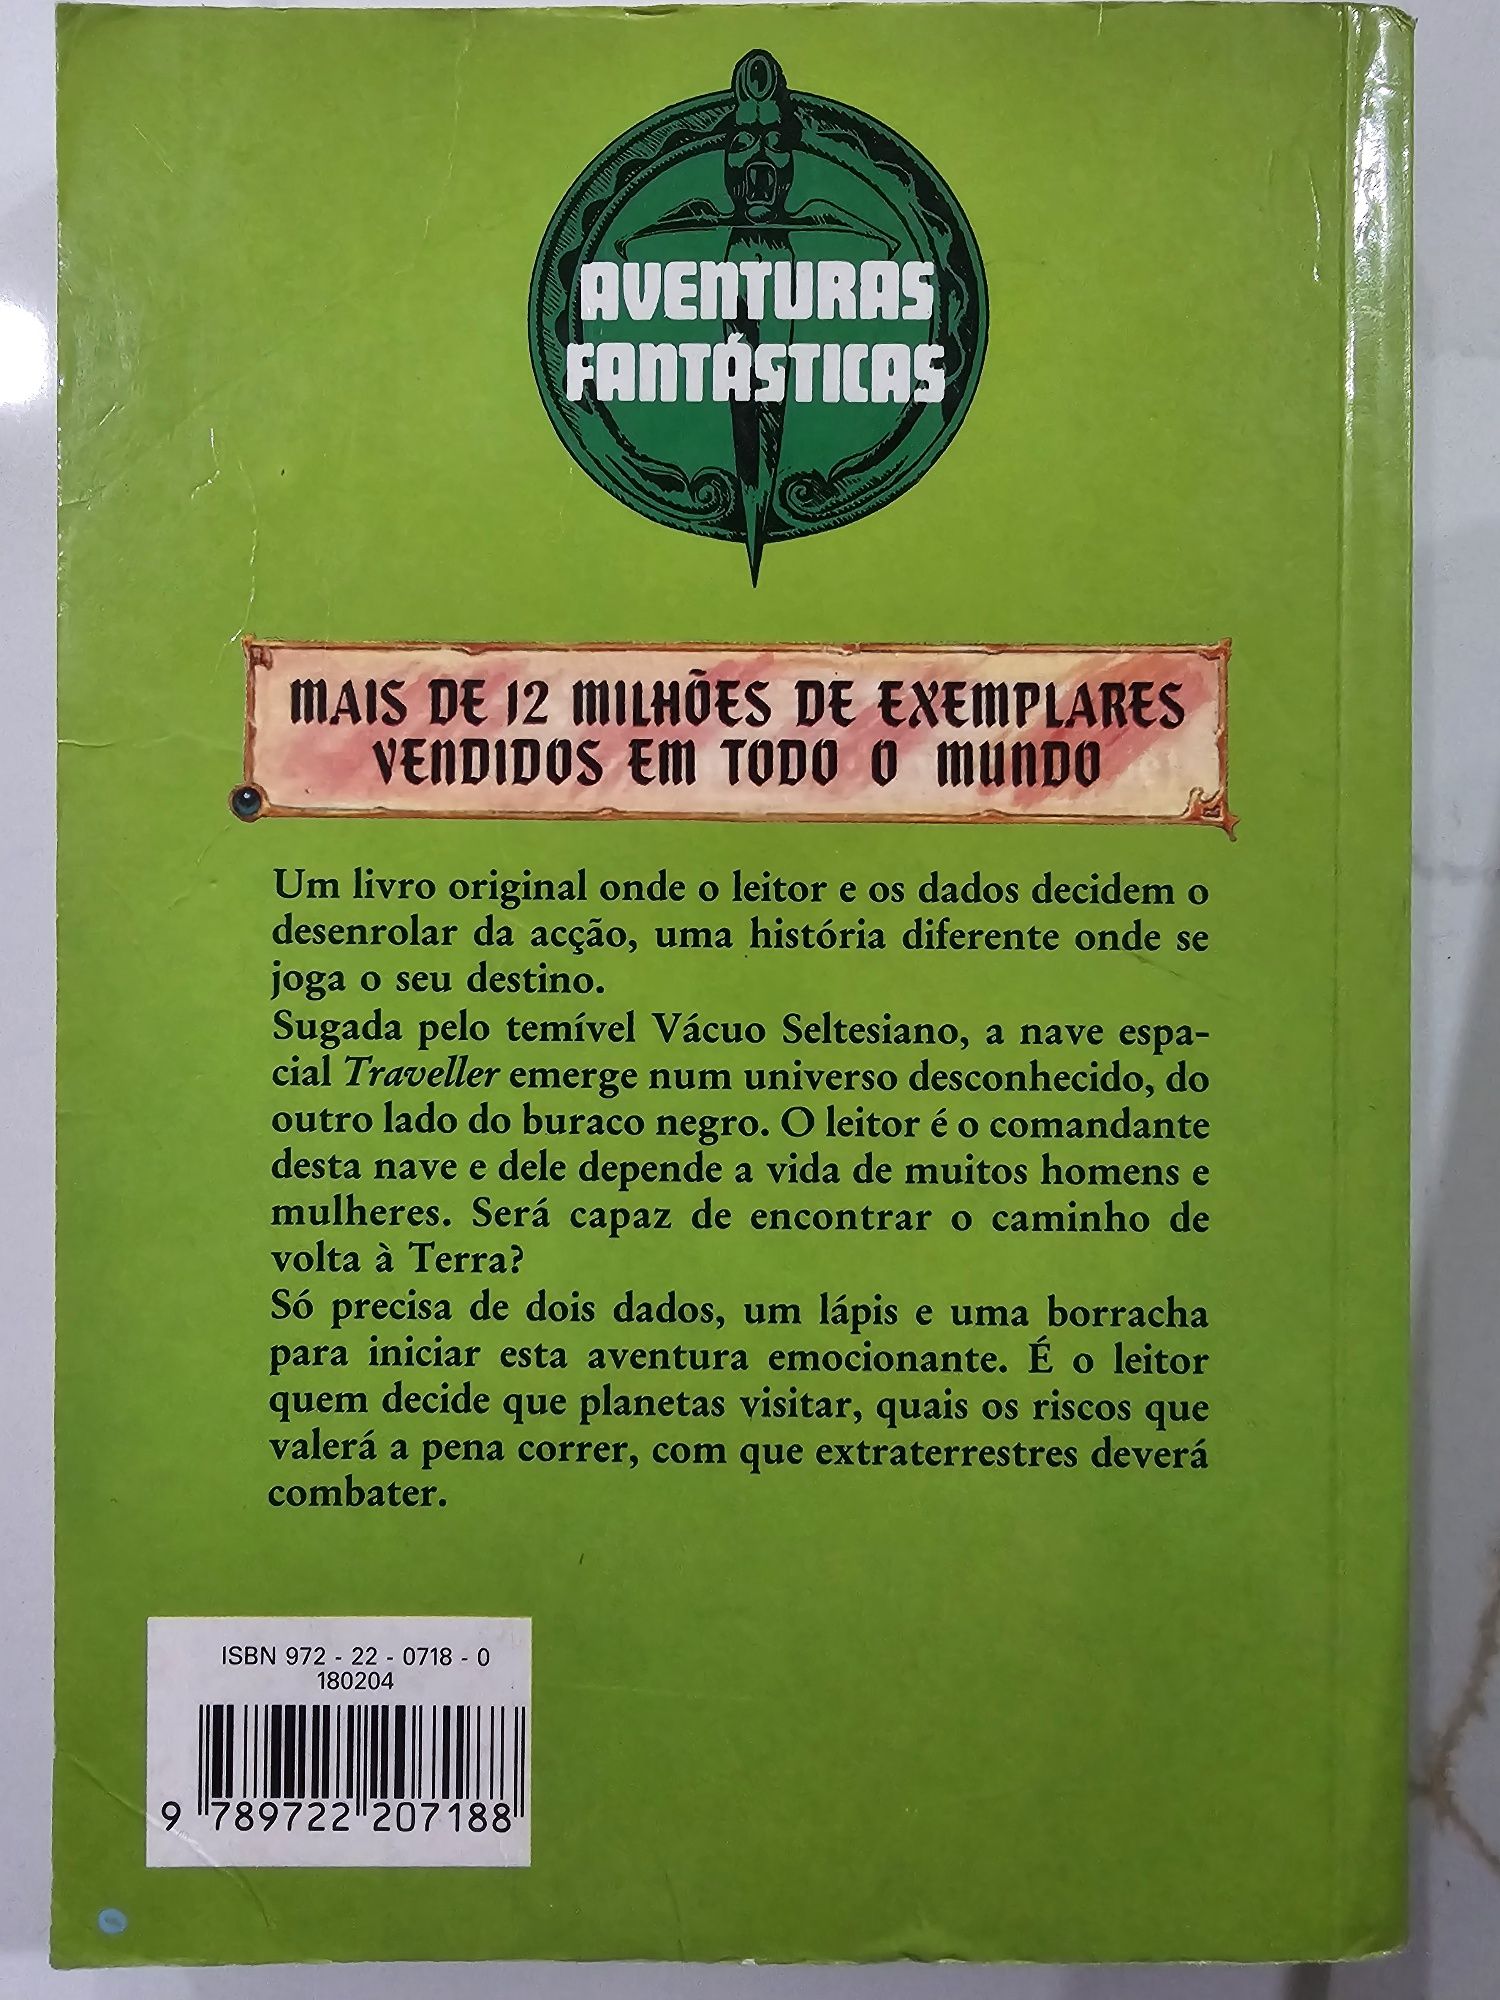 AVENTURAS
FANTÁSTICAS
MAIS DE 12 MILHÕES DE EXEMPLARES
VENDIDOS EM TODO O MUNDO
Um livro original onde o leitor e os dados decidem o
desenrolar da acção, uma história diferente onde se
joga o seu destino.
Sugada pelo temível Vácuo Seltesiano, a nave espa-
cial Traveller emerge num universo desconhecido, do
outro lado do buraco negro. O leitor é o comandante
desta nave e dele depende a vida de muitos homens e
mulheres. Será capaz de encontrar o caminho de
volta à Terra?
Só precisa de dois dados, um lápis e uma borracha
para iniciar esta aventura emocionante. É o leitor
quem decide que planetas visitar, quais os riscos que
valerá a pena correr, com que extraterrestres deverá
combater.
ISBN 972 - 22 - 0718 - 0
180204
9 789722 207188